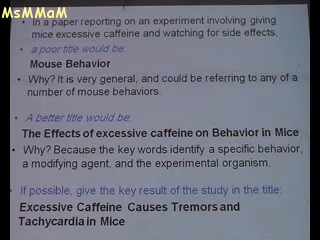 MsMMaM
• In a paper reporting on an experiment involving giving
mice excessive caffeine and watching for side effects,
• a poor title would be:
Mouse Behavior
• Why? It is very general, and could be referring to any of a
number of mouse behaviors.
• A better title would be:
The Effects of excessive caffeine on Behavior in Mice
• Why? Because the key words identify a specific behavior,
a modifying agent, and the experimental organism.
• If possible, give the key result of the study in the title:
Excessive Caffeine Causes Tremors and
Tachycardia in Mice